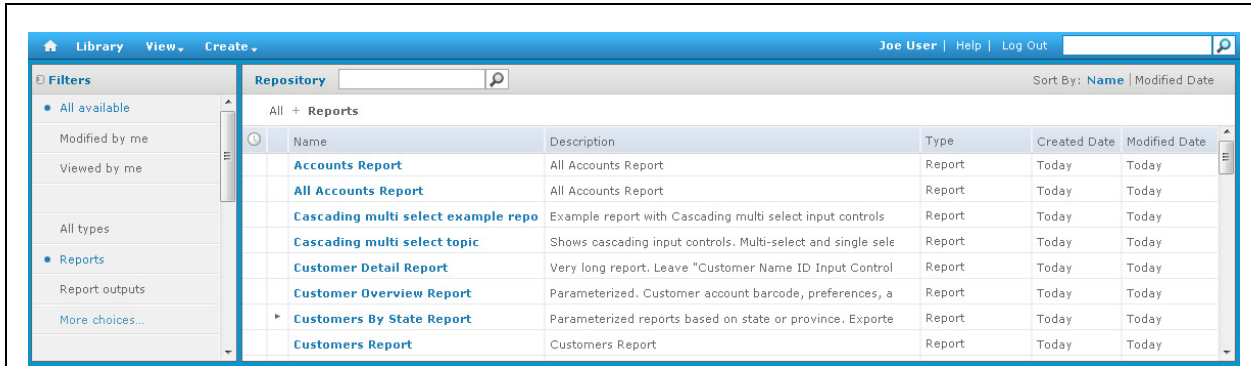 Library View Create Joe User | Help | Log Out
Filters
All available
Modified by me
Viewed by me
All types
Reports
Report outputs
More choices...
Repository Sort By: Name | Modified Date
All + Reports
Name Description Type Created Date Modified Date
Accounts Report All Accounts Report Report Today Today
All Accounts Report All Accounts Report Report Today Today
Cascading multi select example repo Example report with Cascading multi select input controls Report Today Today
Cascading multi select topic Shows cascading input controls. Multi-select and single sele Report Today Today
Customer Detail Report Very long report. Leave "Customer Name ID Input Control Report Today Today
Customer Overview Report Parameterized. Customer account barcode, preferences, a Report Today Today
Customers By State Report Parameterized reports based on state or province. Exporte Report Today Today
Customers Report Customers Report Report Today Today